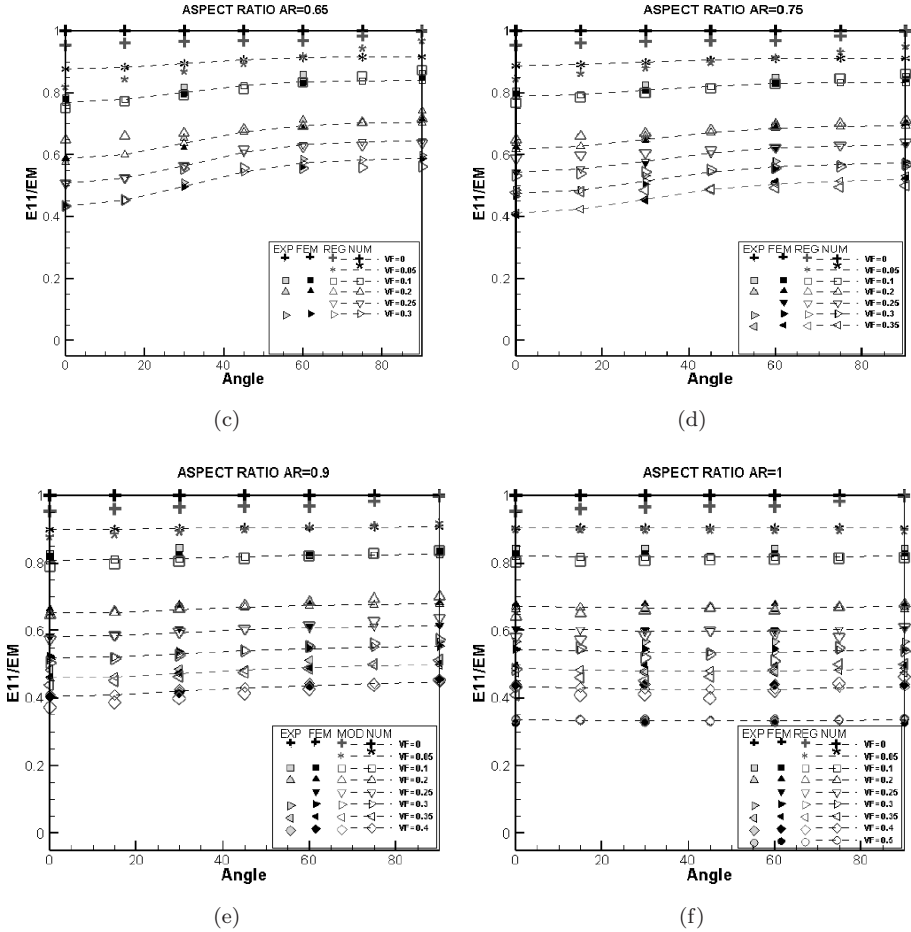 ASPECT RATIO AR=0.65
1
0.8
0.6
0.4
0.2
0
E11/EM
EXP FEM REG NUM
VF=0
VF=0.05
VF=0.1
VF=0.2
VF=0.25
VF=0.3
0 20 40 60 80
Angle
(c)
ASPECT RATIO AR=0.75
1
0.8
0.6
0.4
0.2
0
E11/EM
EXP FEM REG NUM
VF=0
VF=0.05
VF=0.1
VF=0.2
VF=0.25
VF=0.3
VF=0.35
0 20 40 60 80
Angle
(d)
ASPECT RATIO AR=0.9
1
0.8
0.6
0.4
0.2
0
E11/EM
EXP FEM MOD NUM
VF=0
VF=0.05
VF=0.1
VF=0.2
VF=0.25
VF=0.3
VF=0.35
VF=0.4
0 20 40 60 80
Angle
(e)
ASPECT RATIO AR=1
1
0.8
0.6
0.4
0.2
0
E11/EM
EXP FEM REG NUM
VF=0
VF=0.05
VF=0.1
VF=0.2
VF=0.25
VF=0.3
VF=0.35
VF=0.4
VF=0.5
0 20 40 60 80
Angle
(f)